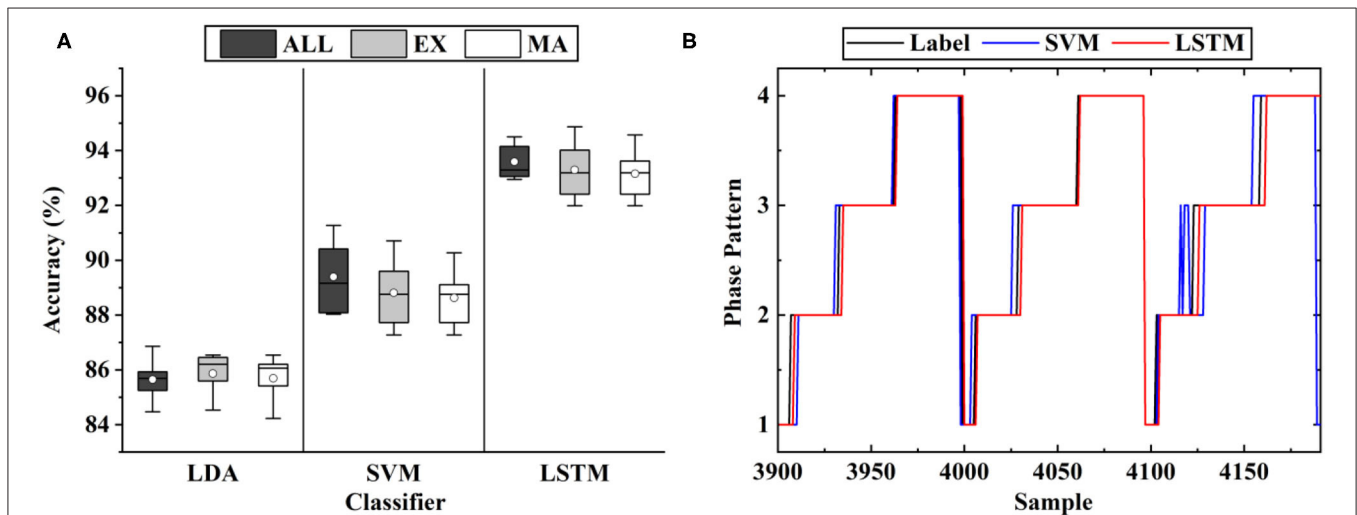 A
ALL EX MA
Accuracy (%)
96
94
92
90
88
86
84
LDA SVM LSTM
Classifier
B
Label SVM LSTM
Phase Pattern
4
3
2
1
3900 3950 4000 4050 4100 4150
Sample